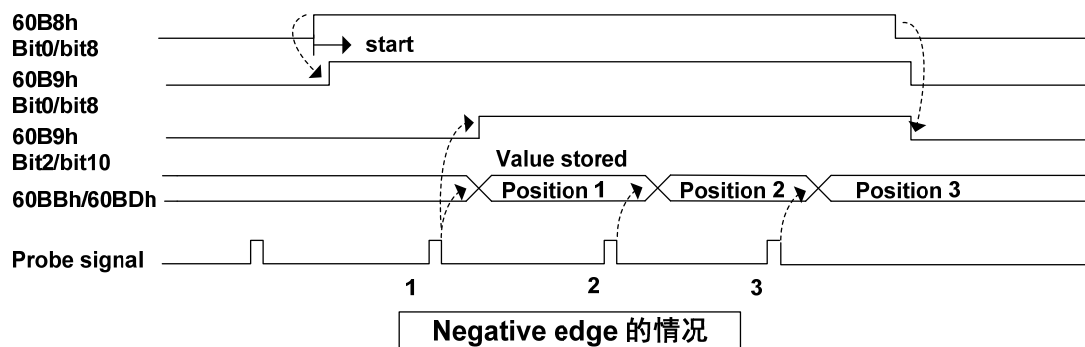 60B8h
Bit0/bit8
start
60B9h
Bit0/bit8
60B9h
Bit2/bit10
Value stored
60BBh/60BDh
Position 1
Position 2
Position 3
Probe signal
1
2
3
Negative edge 的情况